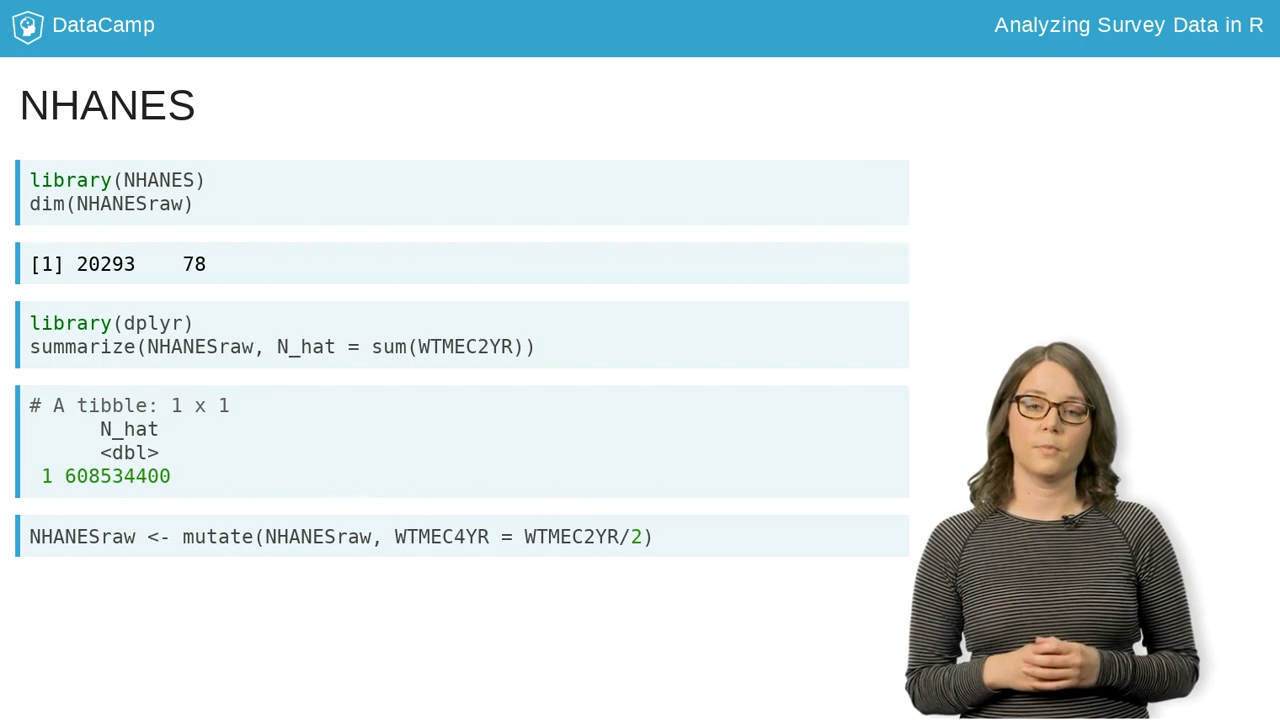 DataCamp
Analyzing Survey Data in R
NHANES
library(NHANES)
dim(NHANESraw)
[1] 20293    78
library(dplyr)
summarize(NHANESraw, N_hat = sum(WTMEC2YR))
# A tibble: 1 x 1
      N_hat
      <dbl>
 1 608534400
NHANESraw <- mutate(NHANESraw, WTMEC4YR = WTMEC2YR/2)